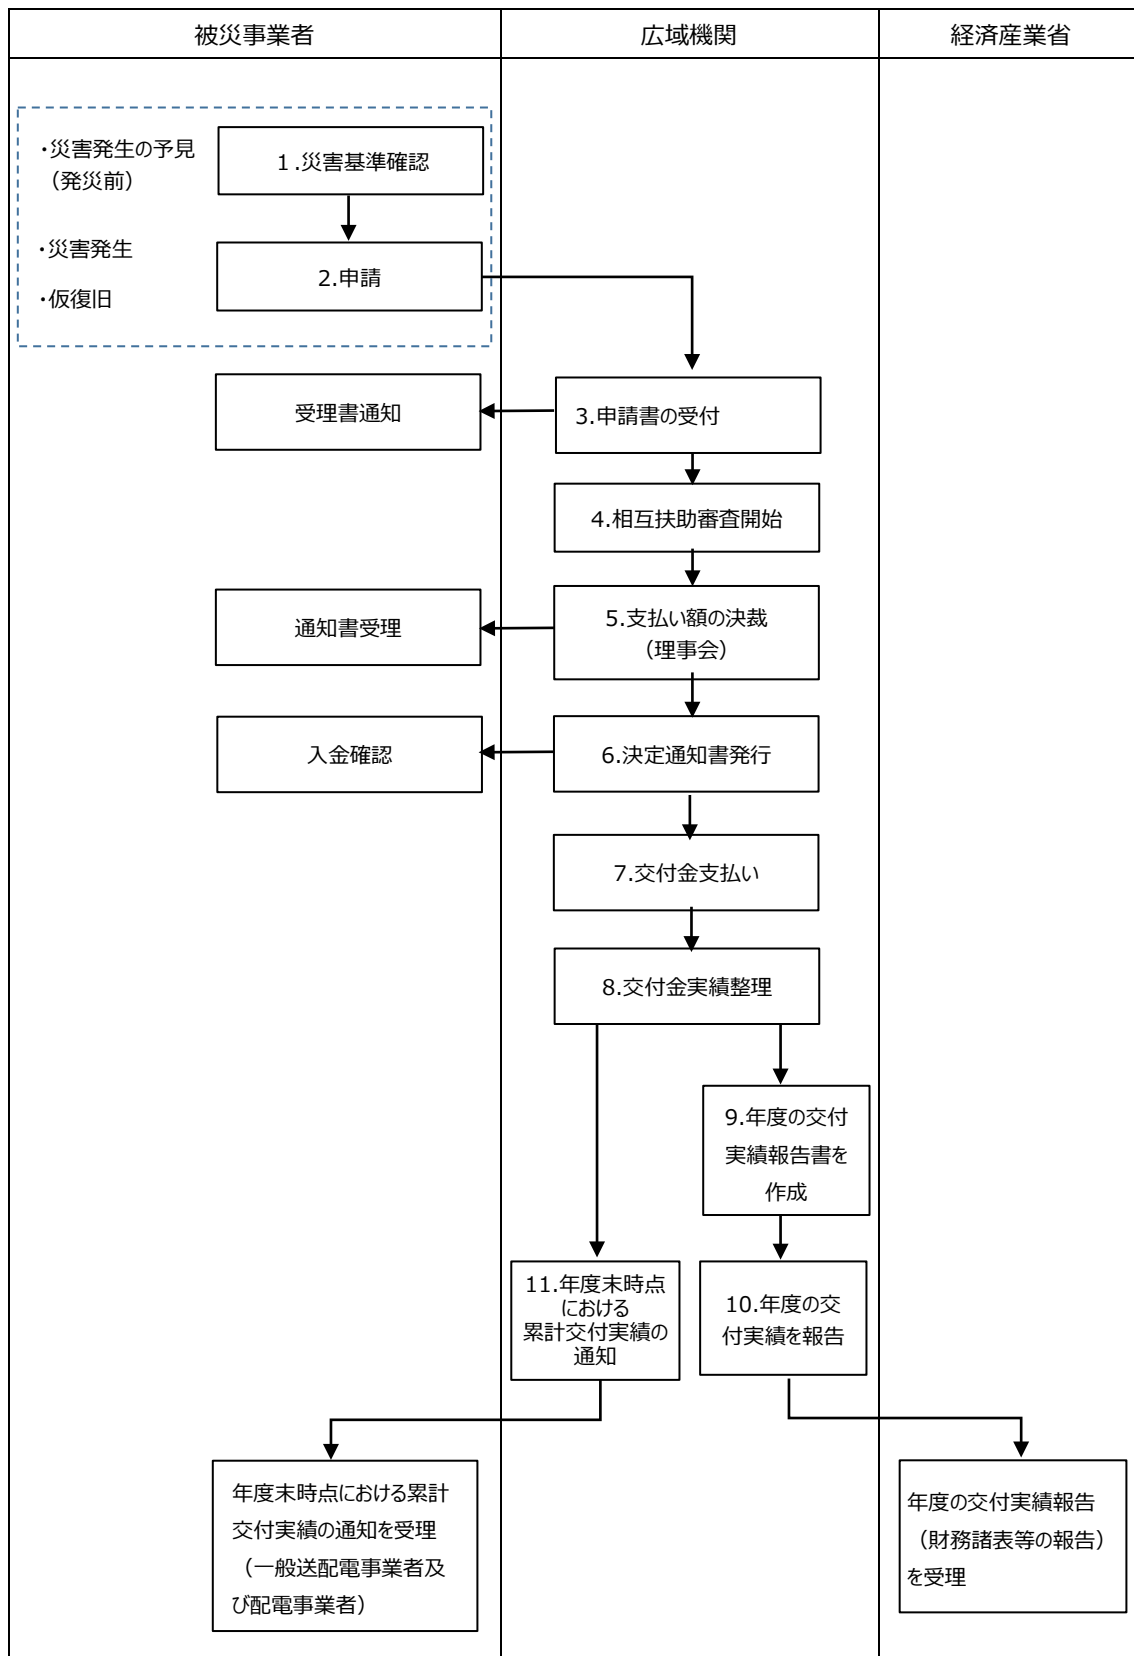 被災事業者
広域機関
経済産業省
・災害発生の予見
（発災前）
１.災害基準確認
・災害発生
2.申請
・仮復旧
受理書通知
3.申請書の受付
4.相互扶助審査開始
通知書受理
5.支払い額の決裁
（理事会）
入金確認
6.決定通知書発行
7.交付金支払い
8.交付金実績整理
9.年度の交付
実績報告書を
作成
11.年度末時点
における
累計交付実績の
通知
10.年度の交
付実績を報告
年度末時点における累計
交付実績の通知を受理
（一般送配電事業者及
び配電事業者）
年度の交付実績報告
（財務諸表等の報告）
を受理